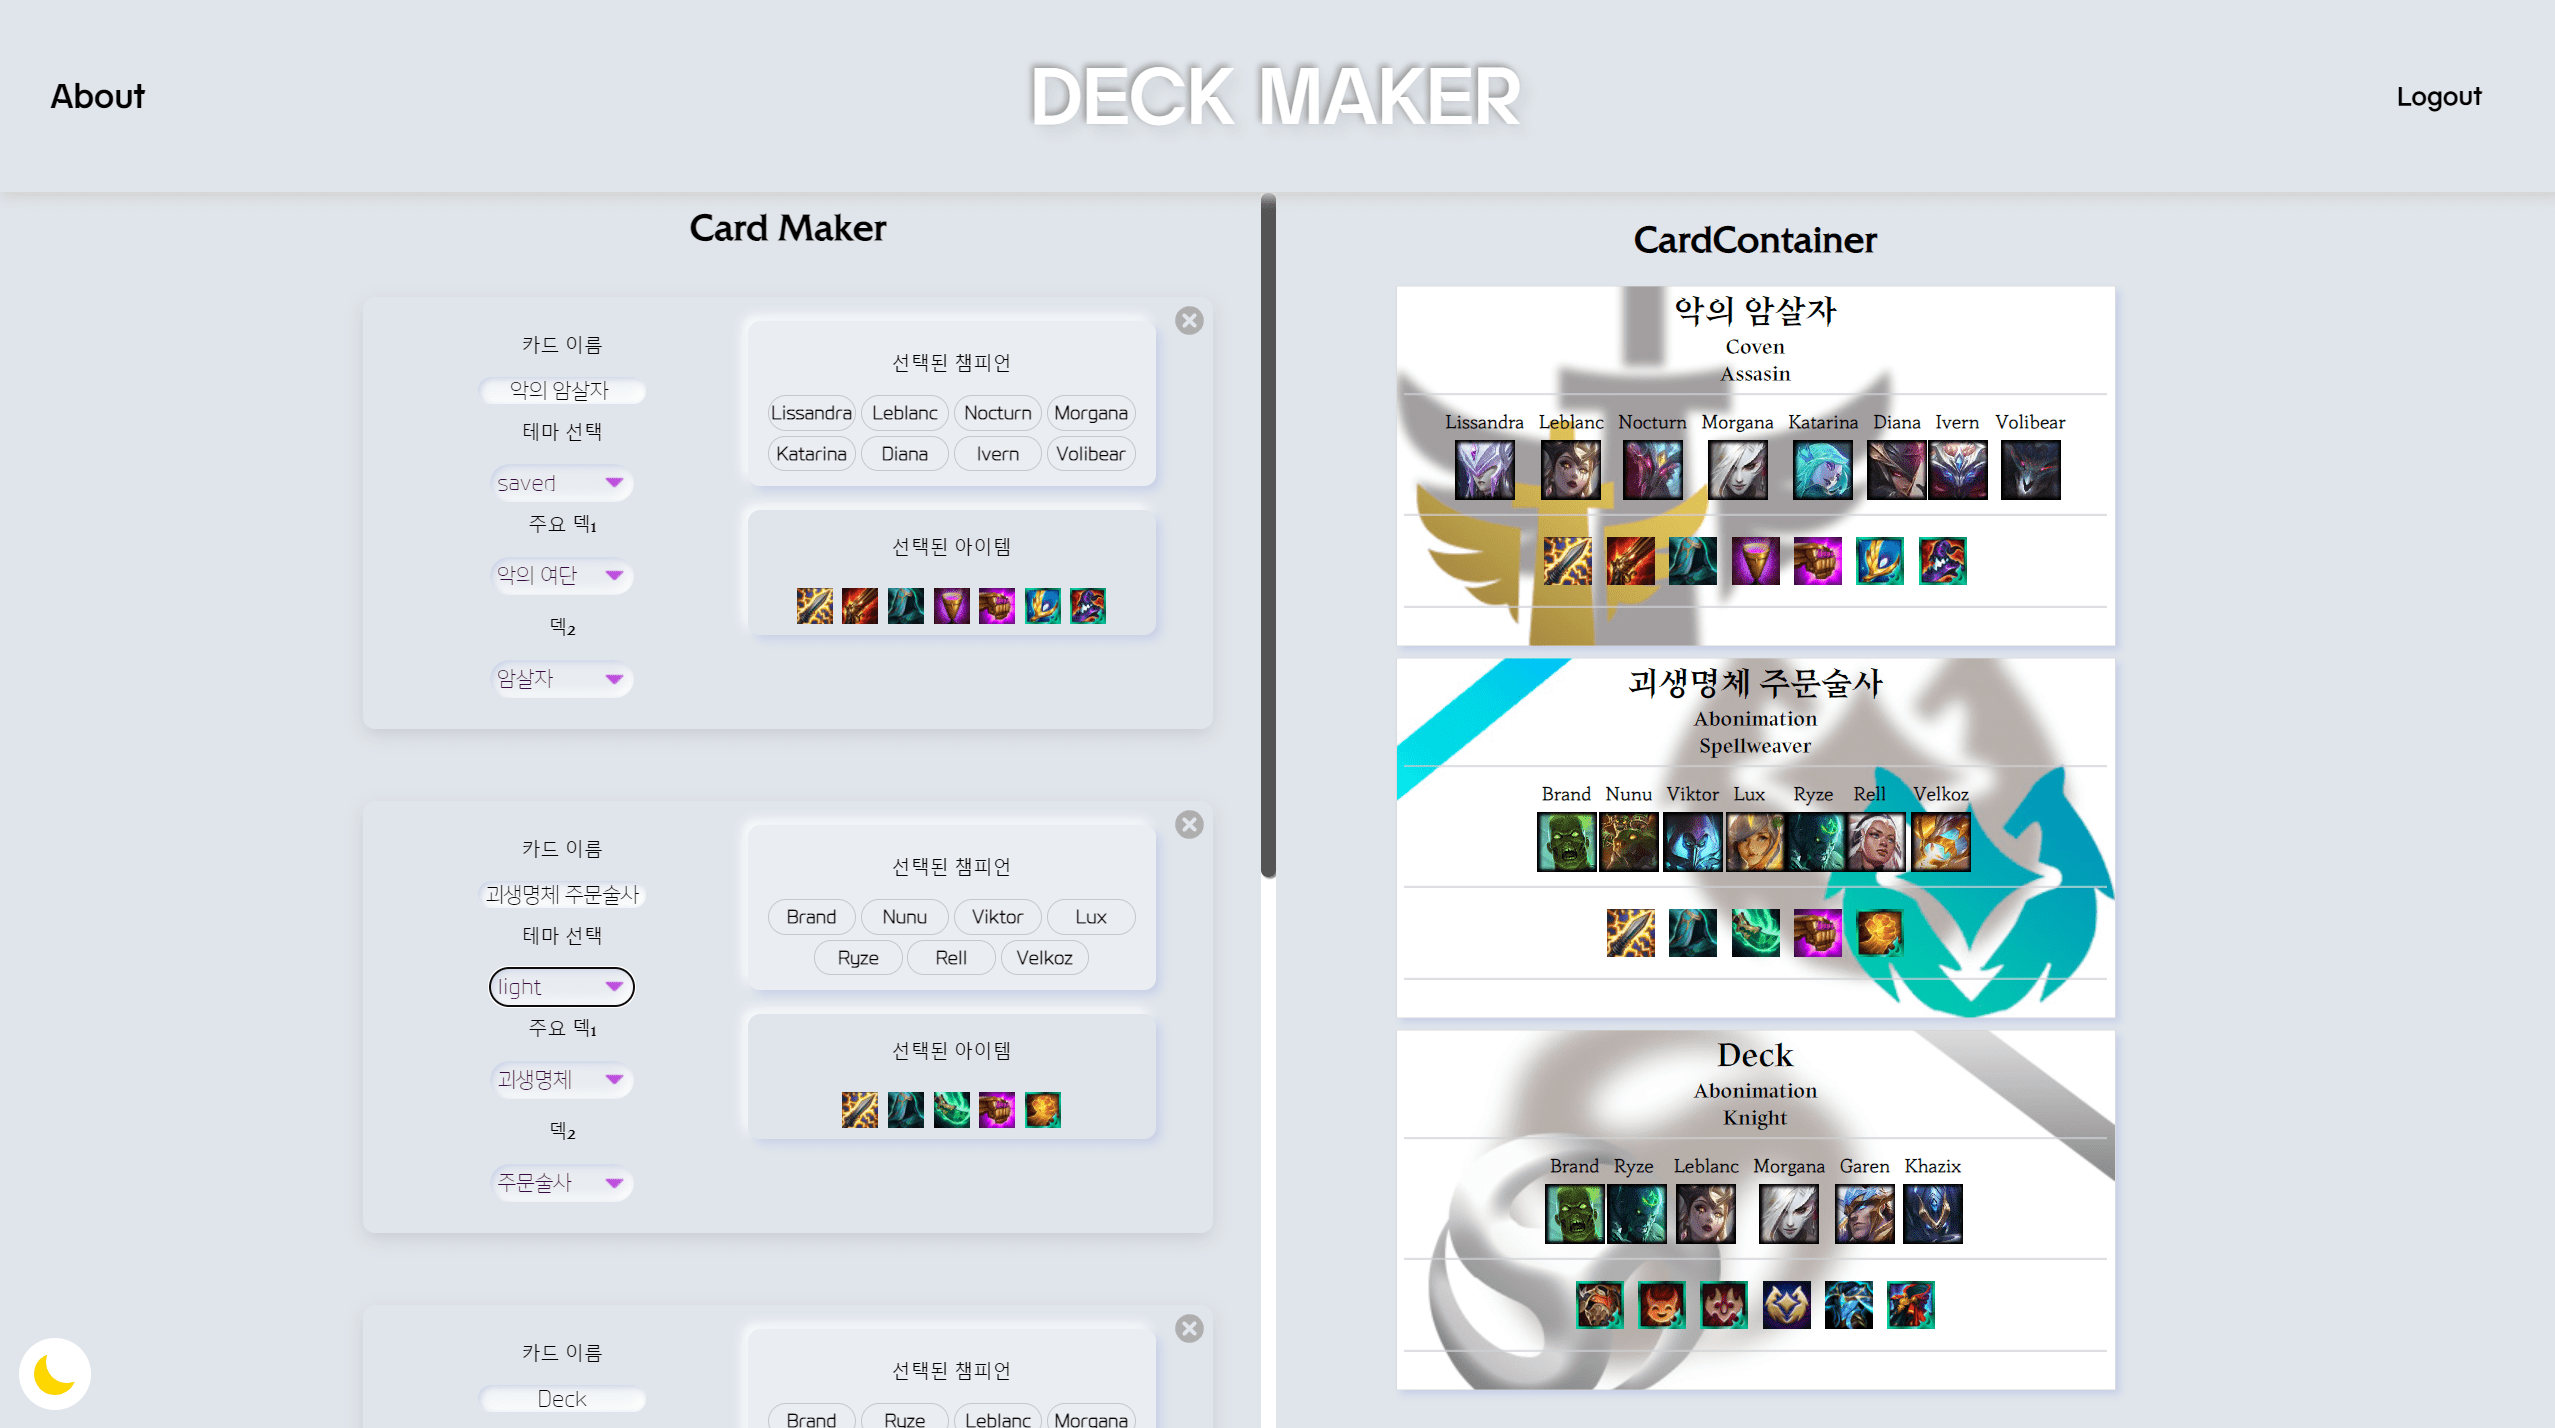 About
DECK MAKER
Logout
Card Maker
카드 이름
악의 암살자
테마 선택
saved
주요 덱1
악의 여단
덱2
암살자
선택된 챔피언
Lissandra Leblanc Nocturn Morgana
Katarina Diana Ivern Volibear
선택된 아이템
카드 이름
괴생명체 주문술사
테마 선택
light
주요 덱1
괴생명체
덱2
주문술사
선택된 챔피언
Brand Nunu Viktor Lux
Ryze Rell Velkoz
선택된 아이템
카드 이름
Deck
선택된 챔피언
Brand Ryze Leblanc Morgana
CardContainer
악의 암살자
Coven
Assasin
Lissandra Leblanc Nocturn Morgana Katarina Diana Ivern Volibear
괴생명체 주문술사
Abonimation
Spellweaver
Brand Nunu Viktor Lux Ryze Rell Velkoz
Deck
Abonimation
Knight
Brand Ryze Leblanc Morgana Garen Khazix